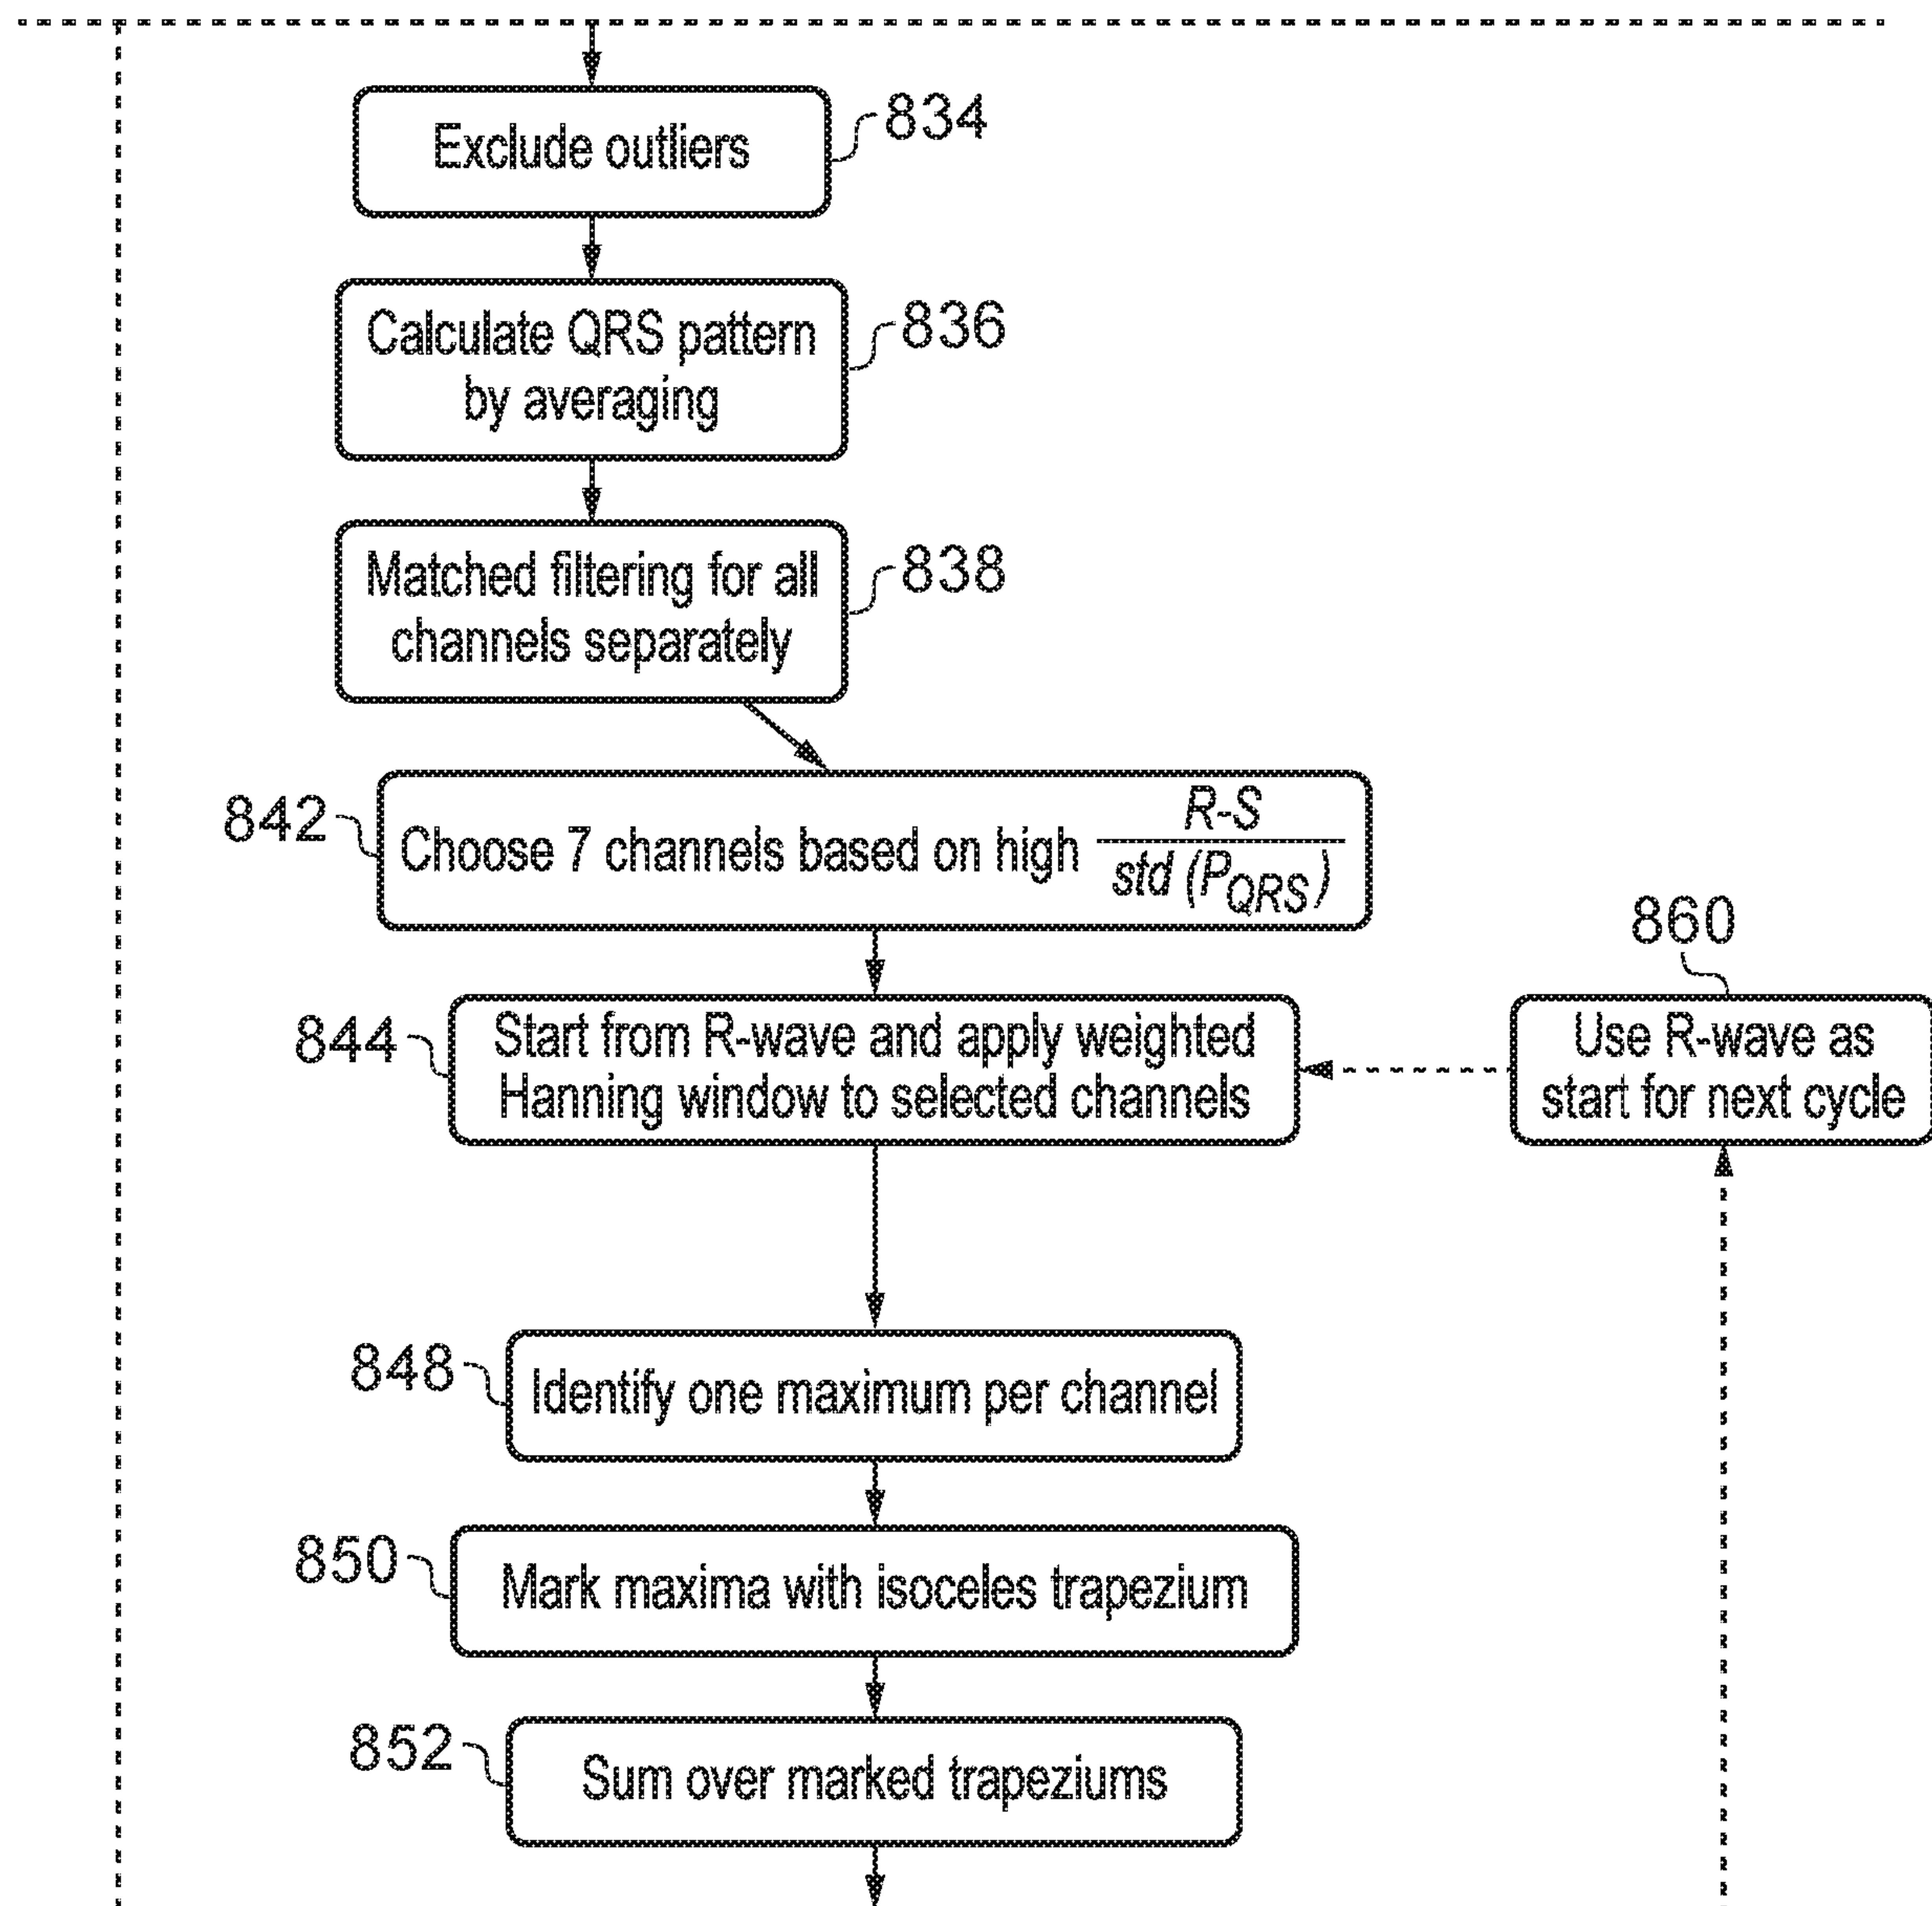 Exclude outliers
834
Calculate QRS pattern
by averaging
836
Matched filtering for all
channels separately
838
842
Choose 7 channels based on high R-S / std (PQRS)
860
844
Start from R-wave and apply weighted
Hanning window to selected channels
Use R-wave as
start for next cycle
848
Identify one maximum per channel
850
Mark maxima with isoceles trapezium
852
Sum over marked trapeziums